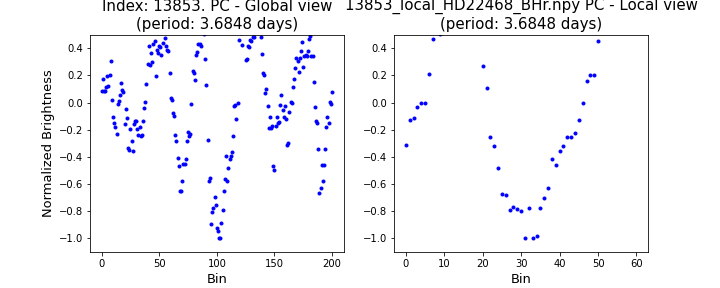 Index: 13853. PC - Global view
(period: 3.6848 days)
13853_local_HD22468_BHr.npy PC - Local view
(period: 3.6848 days)
Normalized Brightness
0.4
0.2
0.0
−0.2
−0.4
−0.6
−0.8
−1.0
0 50 100 150 200
Bin
0.4
0.2
0.0
−0.2
−0.4
−0.6
−0.8
−1.0
0 10 20 30 40 50 60
Bin